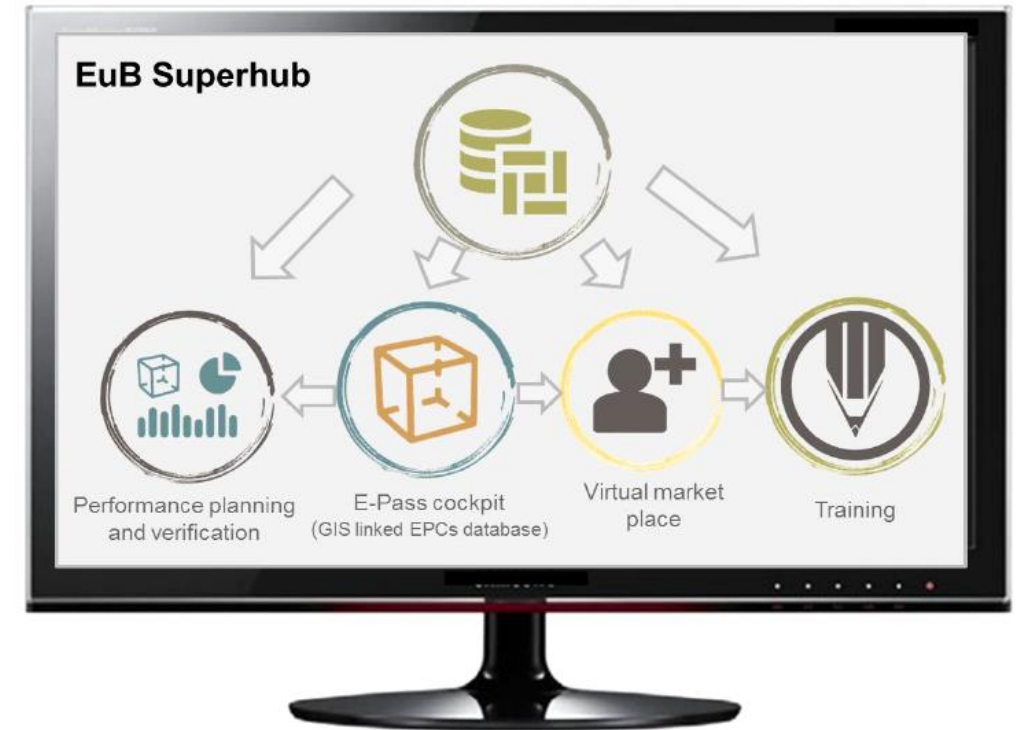 EuB Superhub
Performance planning
and verification
E-Pass cockpit
(GIS linked EPCs database)
Virtual market
place
Training